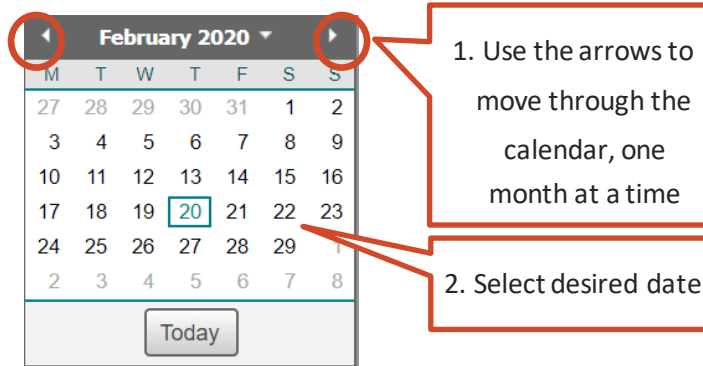 February 2020
M T W T F S S
27 28 29 30 31 1 2
3 4 5 6 7 8 9
10 11 12 13 14 15 16
17 18 19 20 21 22 23
24 25 26 27 28 29 1
2 3 4 5 6 7 8
Today
1. Use the arrows to
move through the
calendar, one
month at a time
2. Select desired date